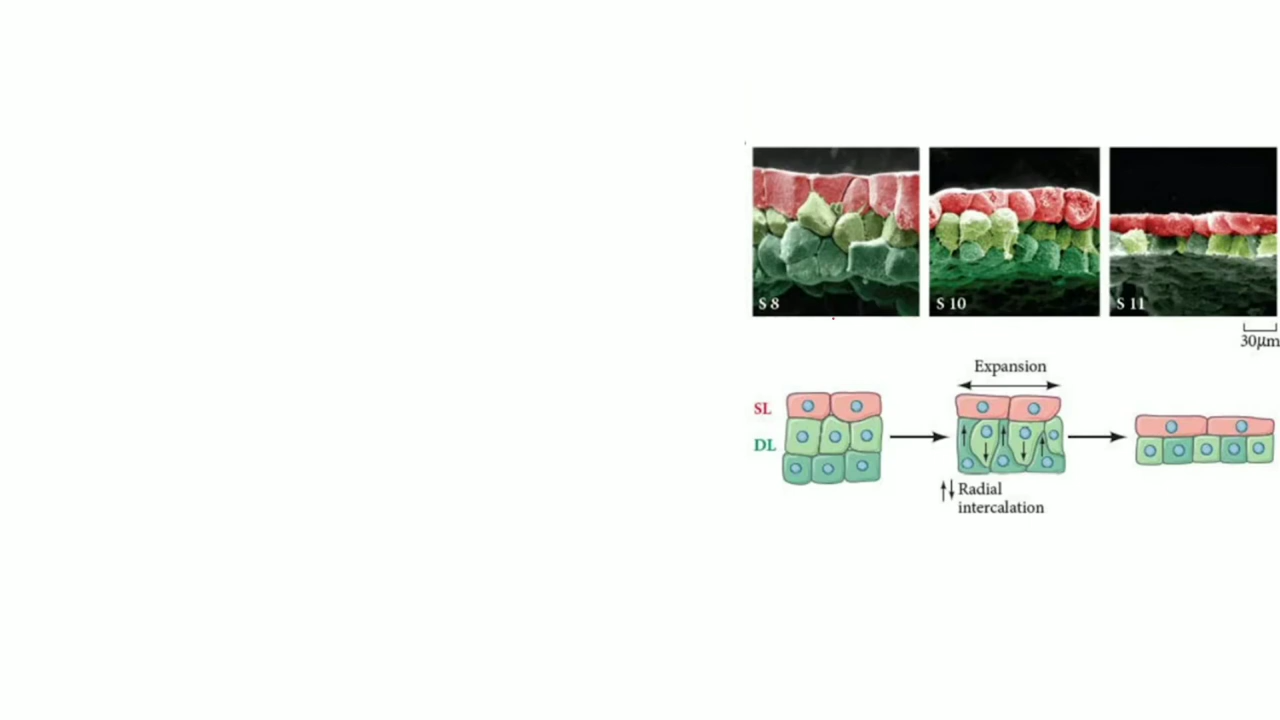 S 8
S 10
S 11
30μm
Expansion
SL
DL
Radial
intercalation